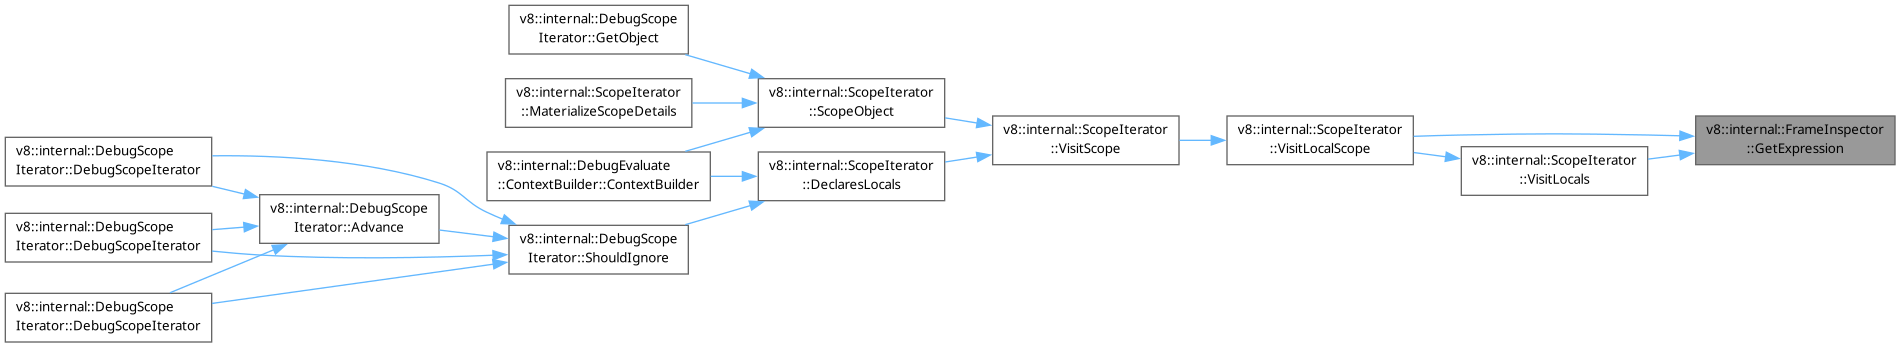 v8::internal::DebugScope
Iterator::GetObject
v8::internal::ScopeIterator
::MaterializeScopeDetails
v8::internal::ScopeIterator
::ScopeObject
v8::internal::DebugScope
Iterator::DebugScopeIterator
v8::internal::DebugEvaluate
::ContextBuilder::ContextBuilder
v8::internal::ScopeIterator
::DeclaresLocals
v8::internal::ScopeIterator
::VisitScope
v8::internal::ScopeIterator
::VisitLocalScope
v8::internal::ScopeIterator
::VisitLocals
v8::internal::FrameInspector
::GetExpression
v8::internal::DebugScope
Iterator::DebugScopeIterator
v8::internal::DebugScope
Iterator::Advance
v8::internal::DebugScope
Iterator::ShouldIgnore
v8::internal::DebugScope
Iterator::DebugScopeIterator